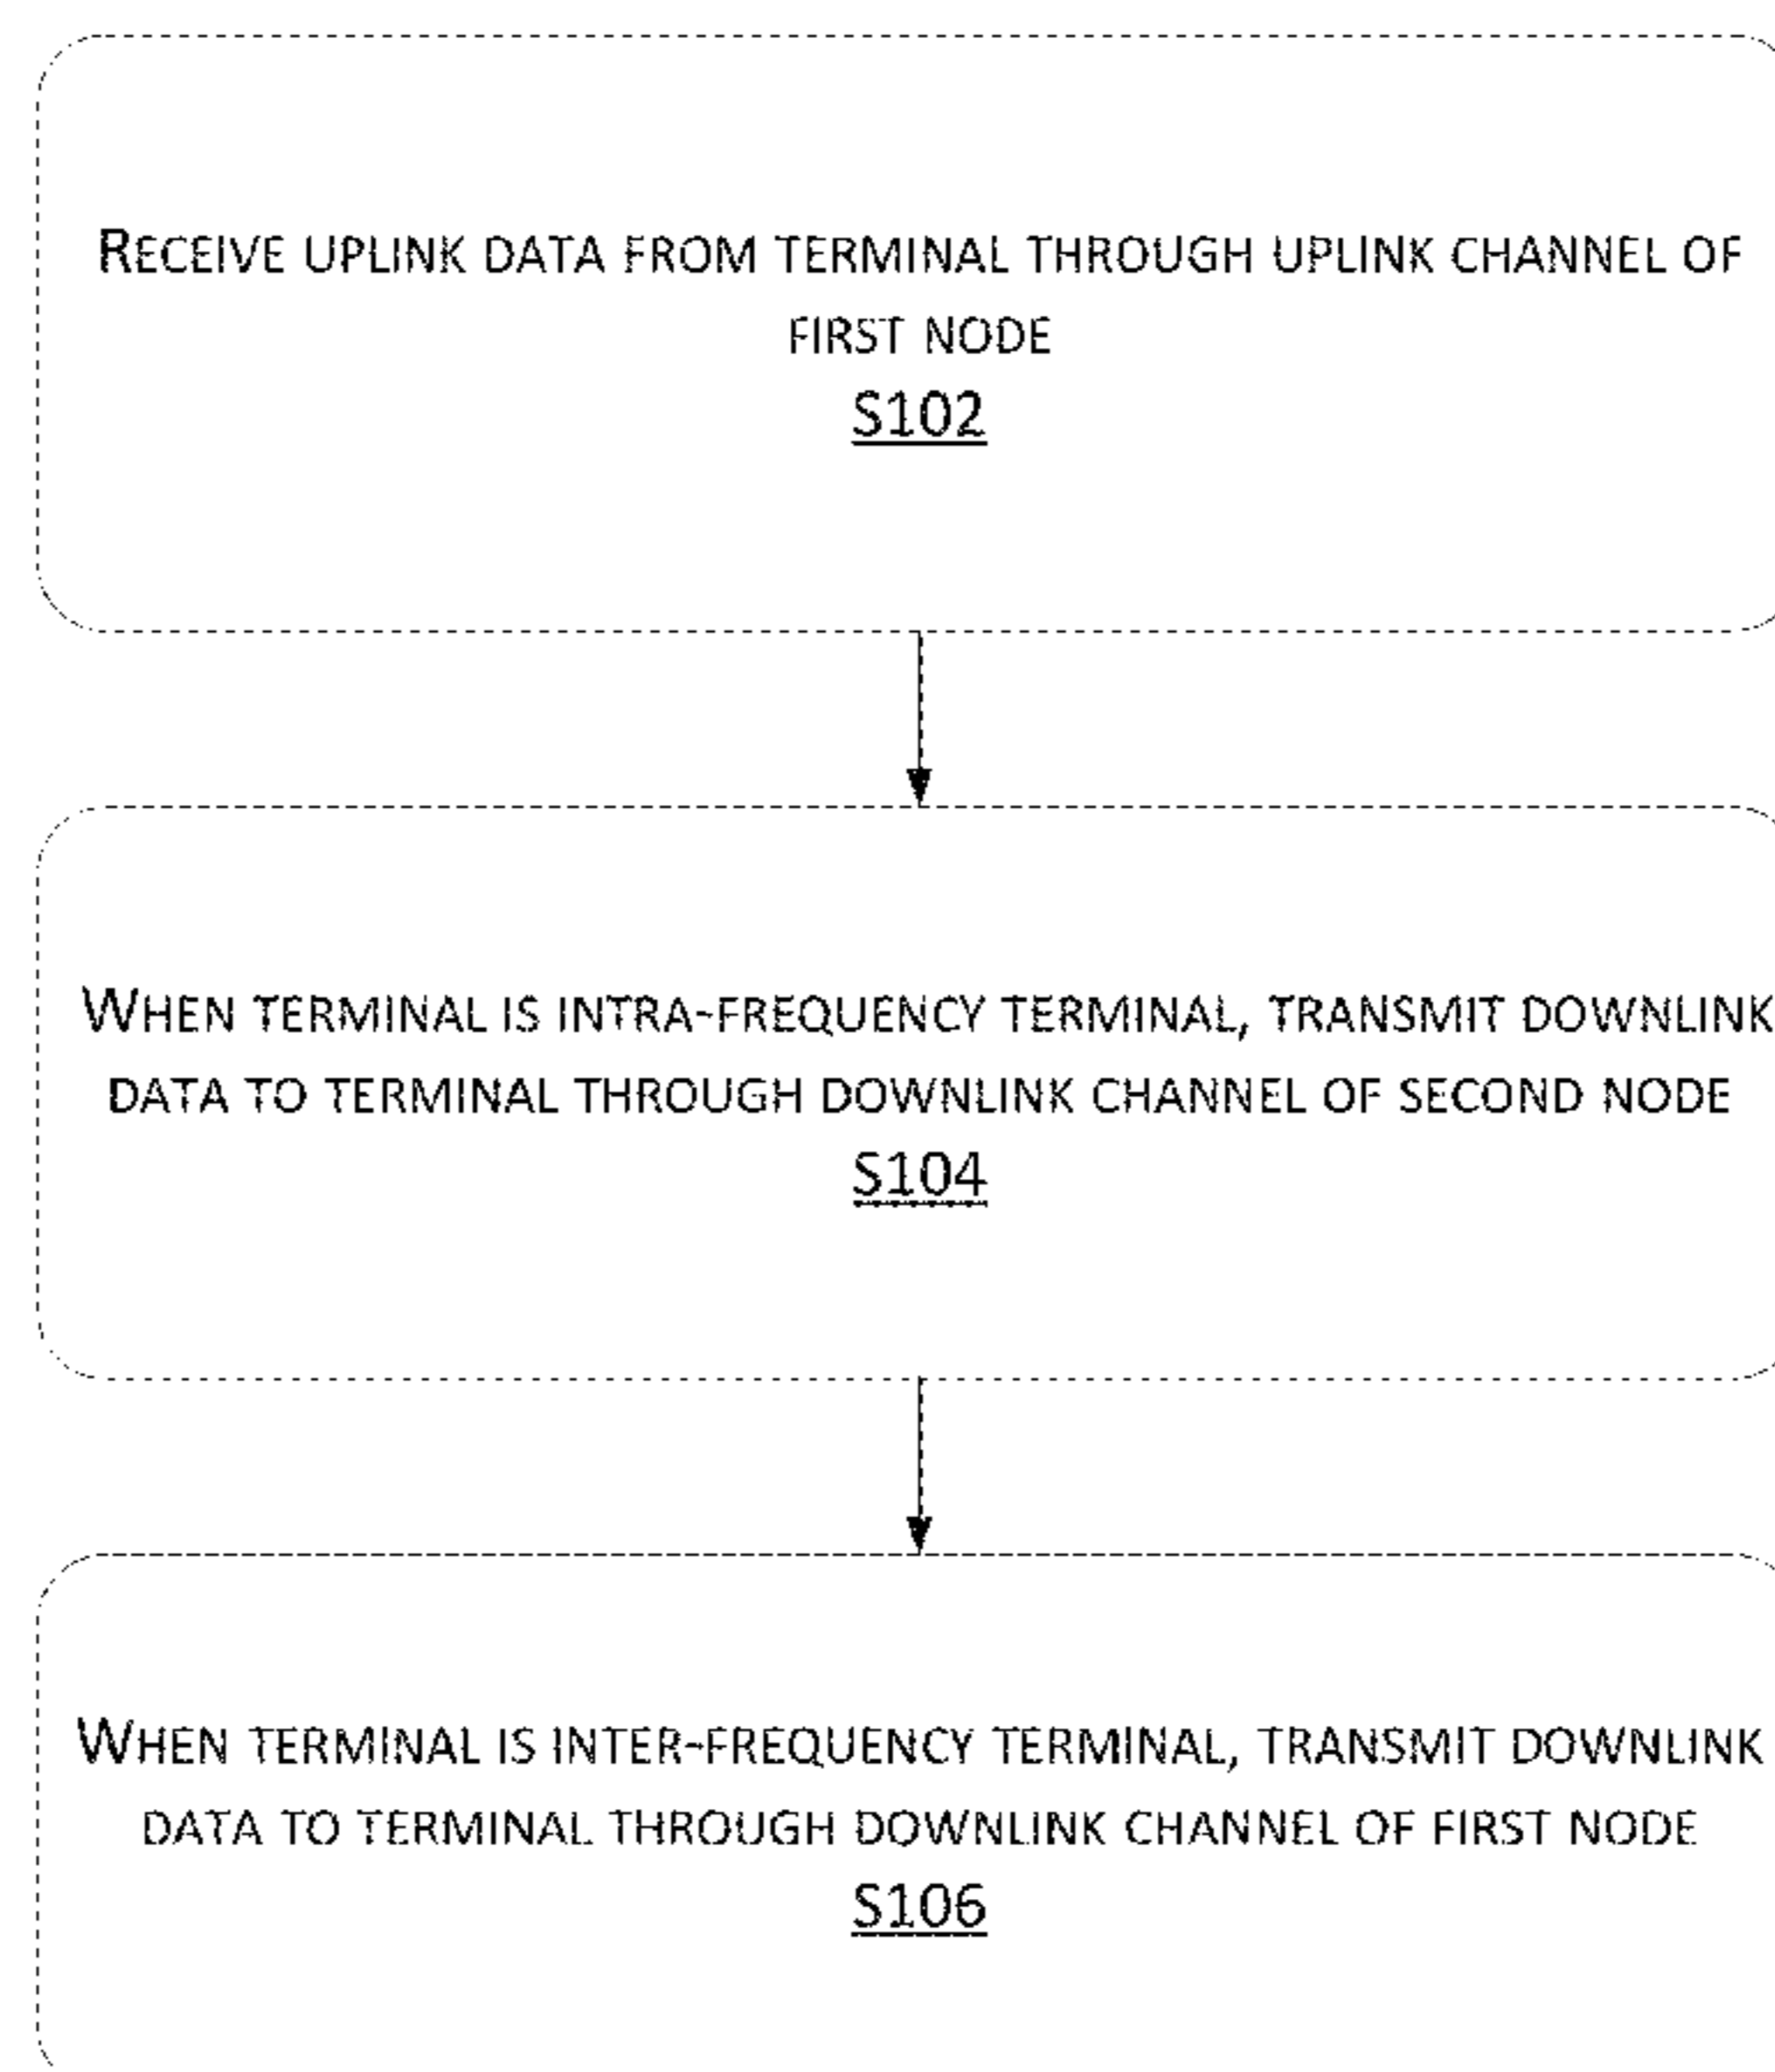 Receive uplink data from terminal through uplink channel of
first node
S102
When terminal is intra-frequency terminal, transmit downlink
data to terminal through downlink channel of second node
S104
When terminal is inter-frequency terminal, transmit downlink
data to terminal through downlink channel of first node
S106